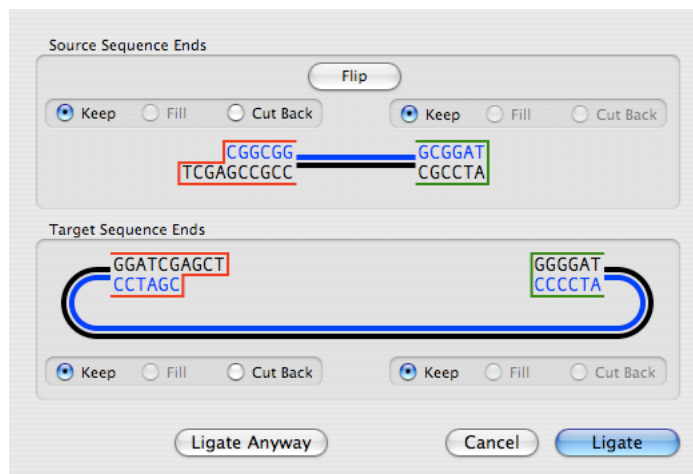 Source Sequence Ends
Flip
Keep Fill Cut Back Keep Fill Cut Back
CGGCGG GCGGAT
TCGAGCCGCC CGCCTA
Target Sequence Ends
GGATCGAGCT GGGGAT
CCTAGC CCCCTA
Keep Fill Cut Back Keep Fill Cut Back
Ligate Anyway Cancel Ligate